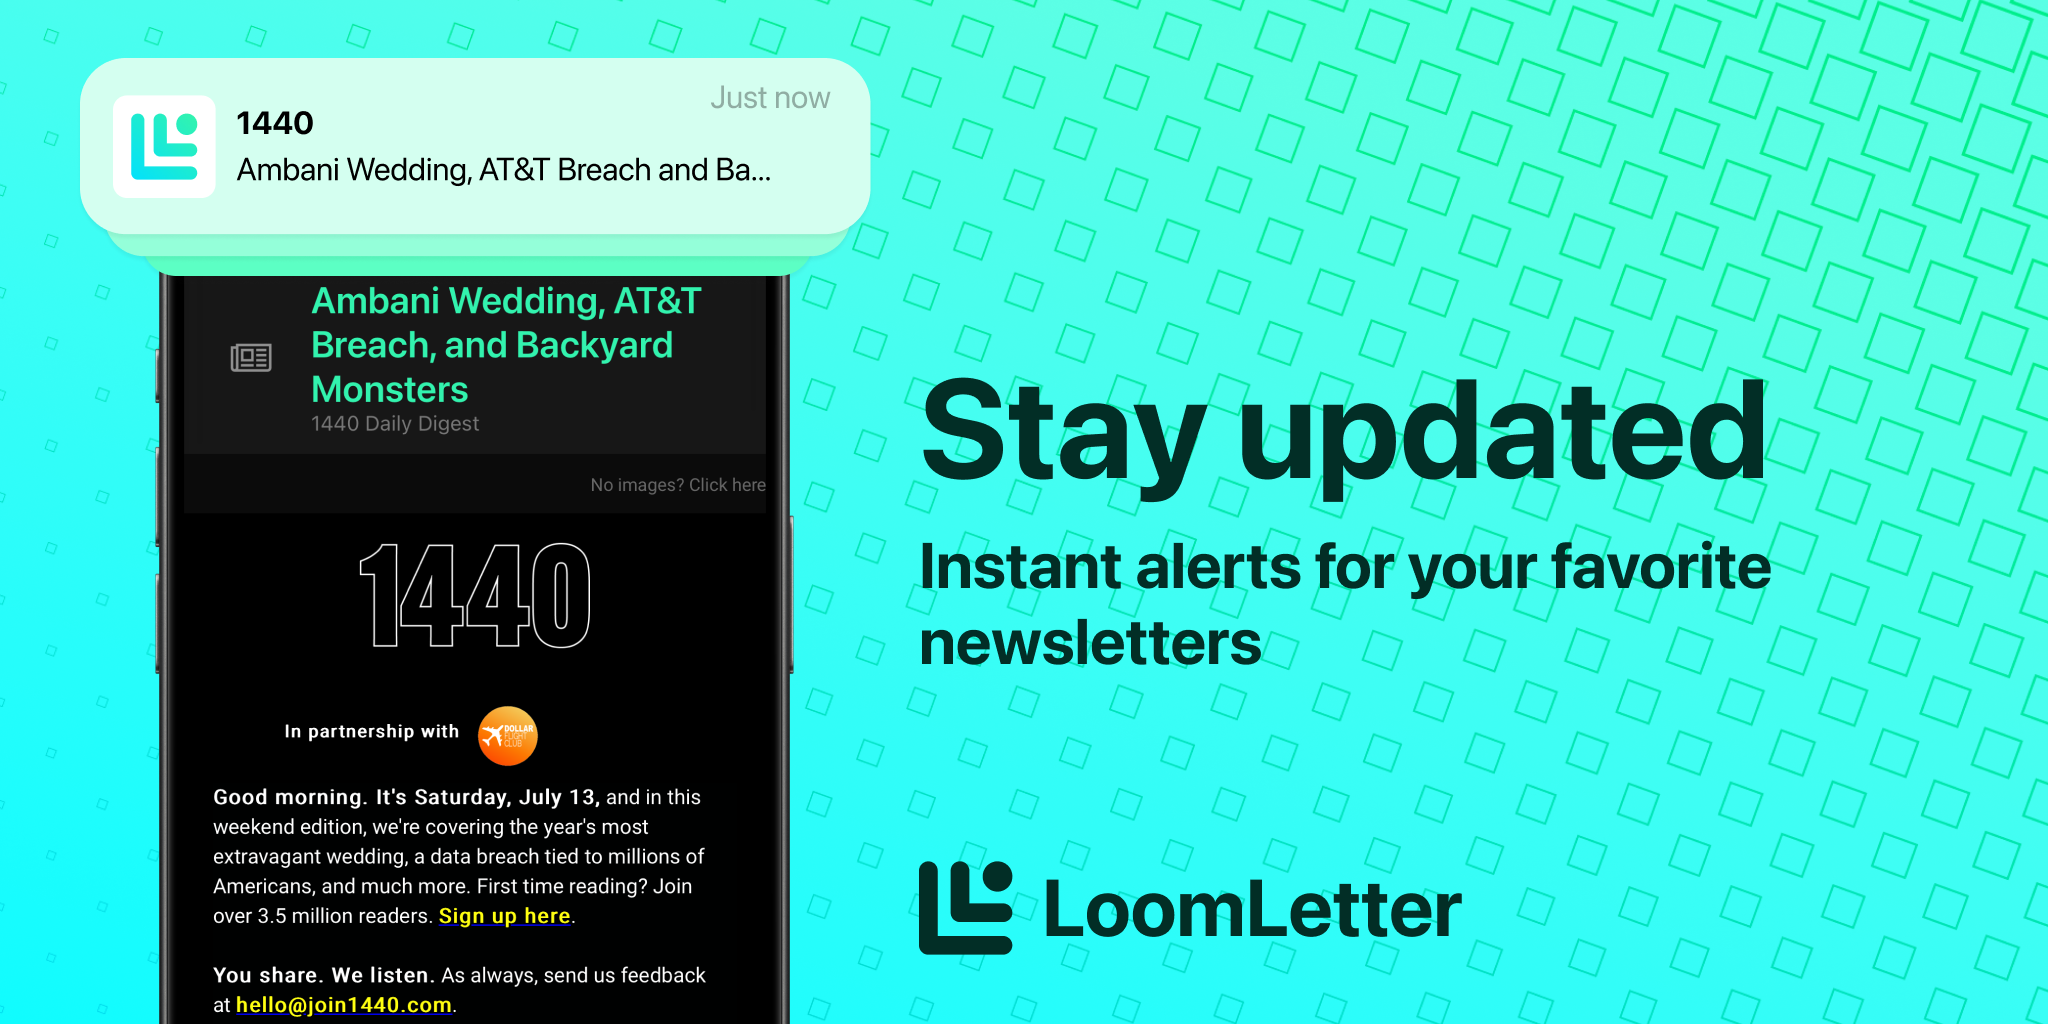 1440
Just now
Ambani Wedding, AT&T Breach and Ba...
Ambani Wedding, AT&T
Breach, and Backyard
Monsters
1440 Daily Digest
No images? Click here
1440
In partnership with
DOLLAR
FLIGHT
CLUB
Good morning. It's Saturday, July 13, and in this
weekend edition, we're covering the year's most
extravagant wedding, a data breach tied to millions of
Americans, and much more. First time reading? Join
over 3.5 million readers. Sign up here.
You share. We listen. As always, send us feedback
at hello@join1440.com.
Stay updated
Instant alerts for your favorite
newsletters
LoomLetter